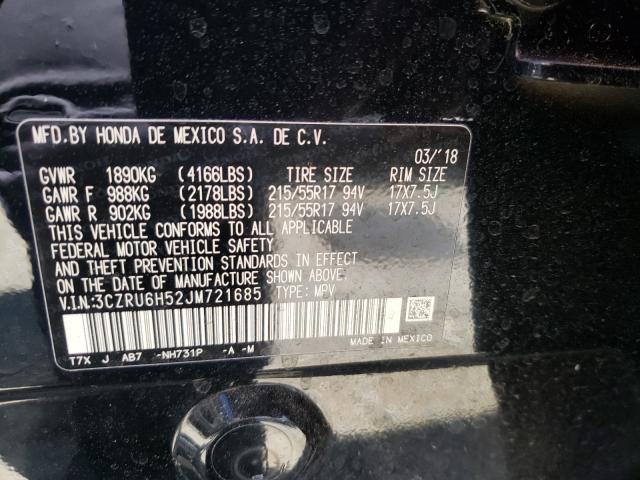 MFD.BY HONDA DE MEXICO S.A. DE C.V.
03/'18
GVWR 1890KG (4166LBS) TIRE SIZE RIM SIZE
GAWR F 988KG (2178LBS) 215/55R17 94V 17X7.5J
GAWR R 902KG (1988LBS) 215/55R17 94V 17X7.5J
THIS VEHICLE CONFORMS TO ALL APPLICABLE
FEDERAL MOTOR VEHICLE SAFETY
AND THEFT PREVENTION STANDARDS IN EFFECT
ON THE DATE OF MANUFACTURE SHOWN ABOVE.
V.I.N:3CZRU6H52JM721685 TYPE: MPV
MADE IN MEXICO
T7X J AB7 -NH731P -A -M